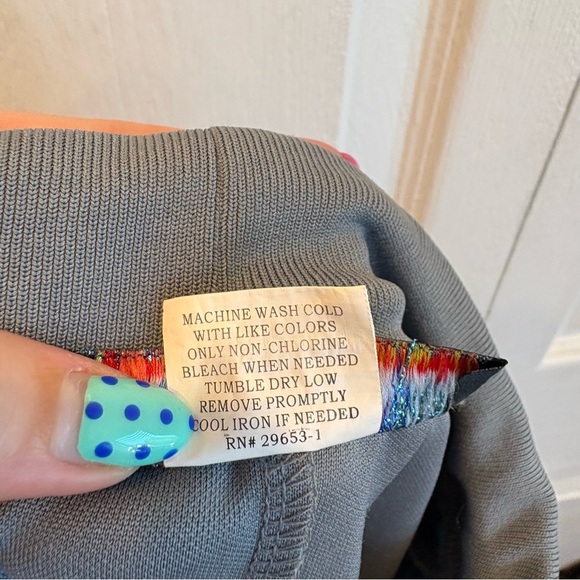 MACHINE WASH COLD
WITH LIKE COLORS
ONLY NON-CHLORINE
BLEACH WHEN NEEDED
TUMBLE DRY LOW
REMOVE PROMPTLY
COOL IRON IF NEEDED
RN# 29653-1